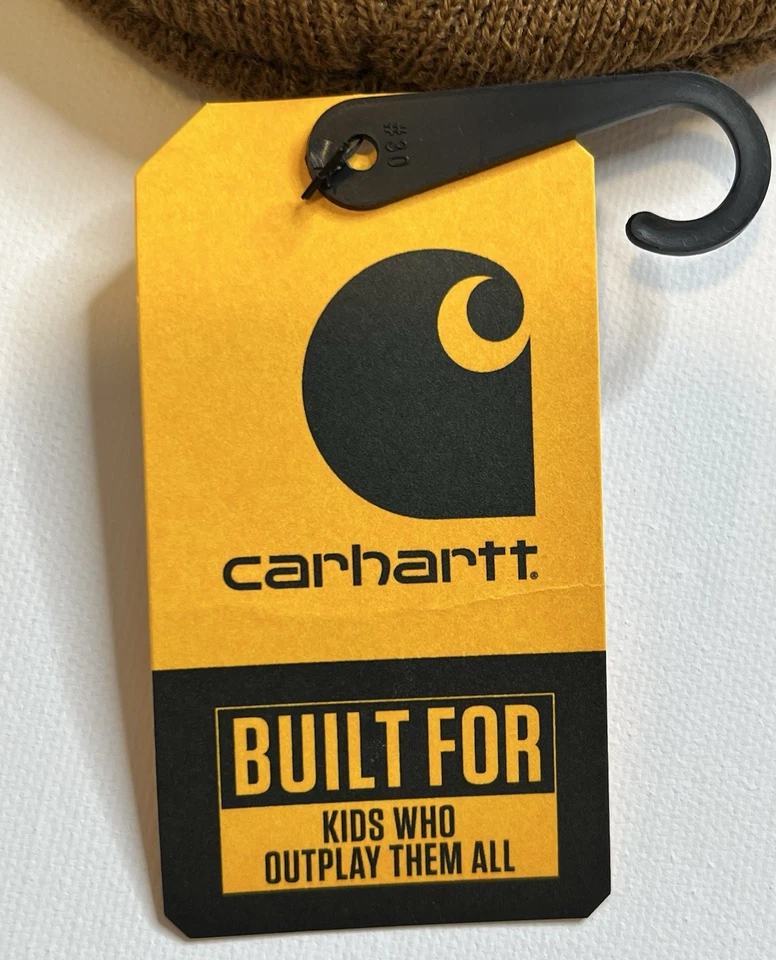 #30
carhartt®
BUILT FOR
KIDS WHO
OUTPLAY THEM ALL